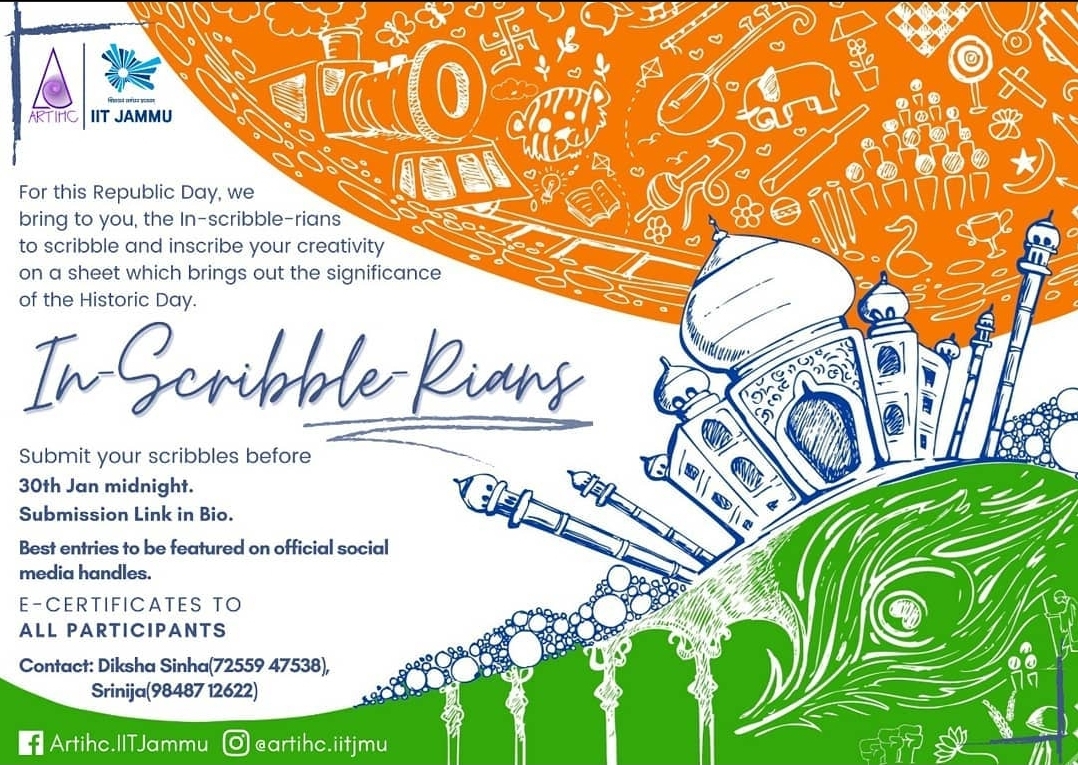 ARTIHC
IIT JAMMU
For this Republic Day, we
bring to you, the In-scribble-rians
to scribble and inscribe your creativity
on a sheet which brings out the significance
of the Historic Day.
In-Scribble-Rians
Submit your scribbles before
30th Jan midnight.
Submission Link in Bio.
Best entries to be featured on official social
media handles.
E-CERTIFICATES TO
ALL PARTICIPANTS
Contact: Diksha Sinha(72559 47538),
Srinija(98487 12622)
Artihc.IITJammu @artihc.iitjmu